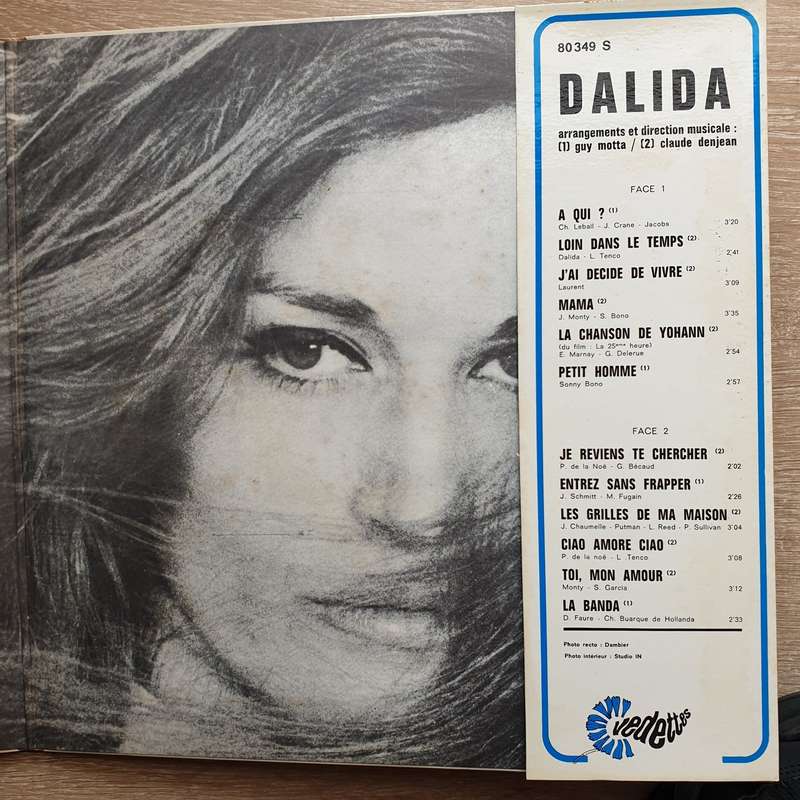 80 349 S
DALIDA
arrangements et direction musicale :
(1) guy motta / (2) claude denjean
FACE 1
A QUI ? (1)
Ch. Leball - J. Crane - Jacobs 3'20
LOIN DANS LE TEMPS (2)
Dalida - L. Tenco 2'41
J'AI DECIDE DE VIVRE (2)
Laurent 3'09
MAMA (2)
J. Monty - S. Bono 3'35
LA CHANSON DE YOHANN (2)
(du film : La 25ème heure)
E. Marnay - G. Delerue 2'54
PETIT HOMME (1)
Sonny Bono 2'57
FACE 2
JE REVIENS TE CHERCHER (2)
P. de la Noë - G. Bécaud 2'02
ENTREZ SANS FRAPPER (1)
J. Schmitt - M. Fugain 2'26
LES GRILLES DE MA MAISON (2)
J. Chaumelle - Putman - L. Reed - P. Sullivan 3'04
CIAO AMORE CIAO (2)
P. de la noë - L. Tenco 3'08
TOI, MON AMOUR (2)
Monty - S. Garcia 3'12
LA BANDA (1)
D. Faure - Ch. Buarque de Hollanda 2'33
Photo recto : Dambier
Photo intérieur : Studio IN
vedettes